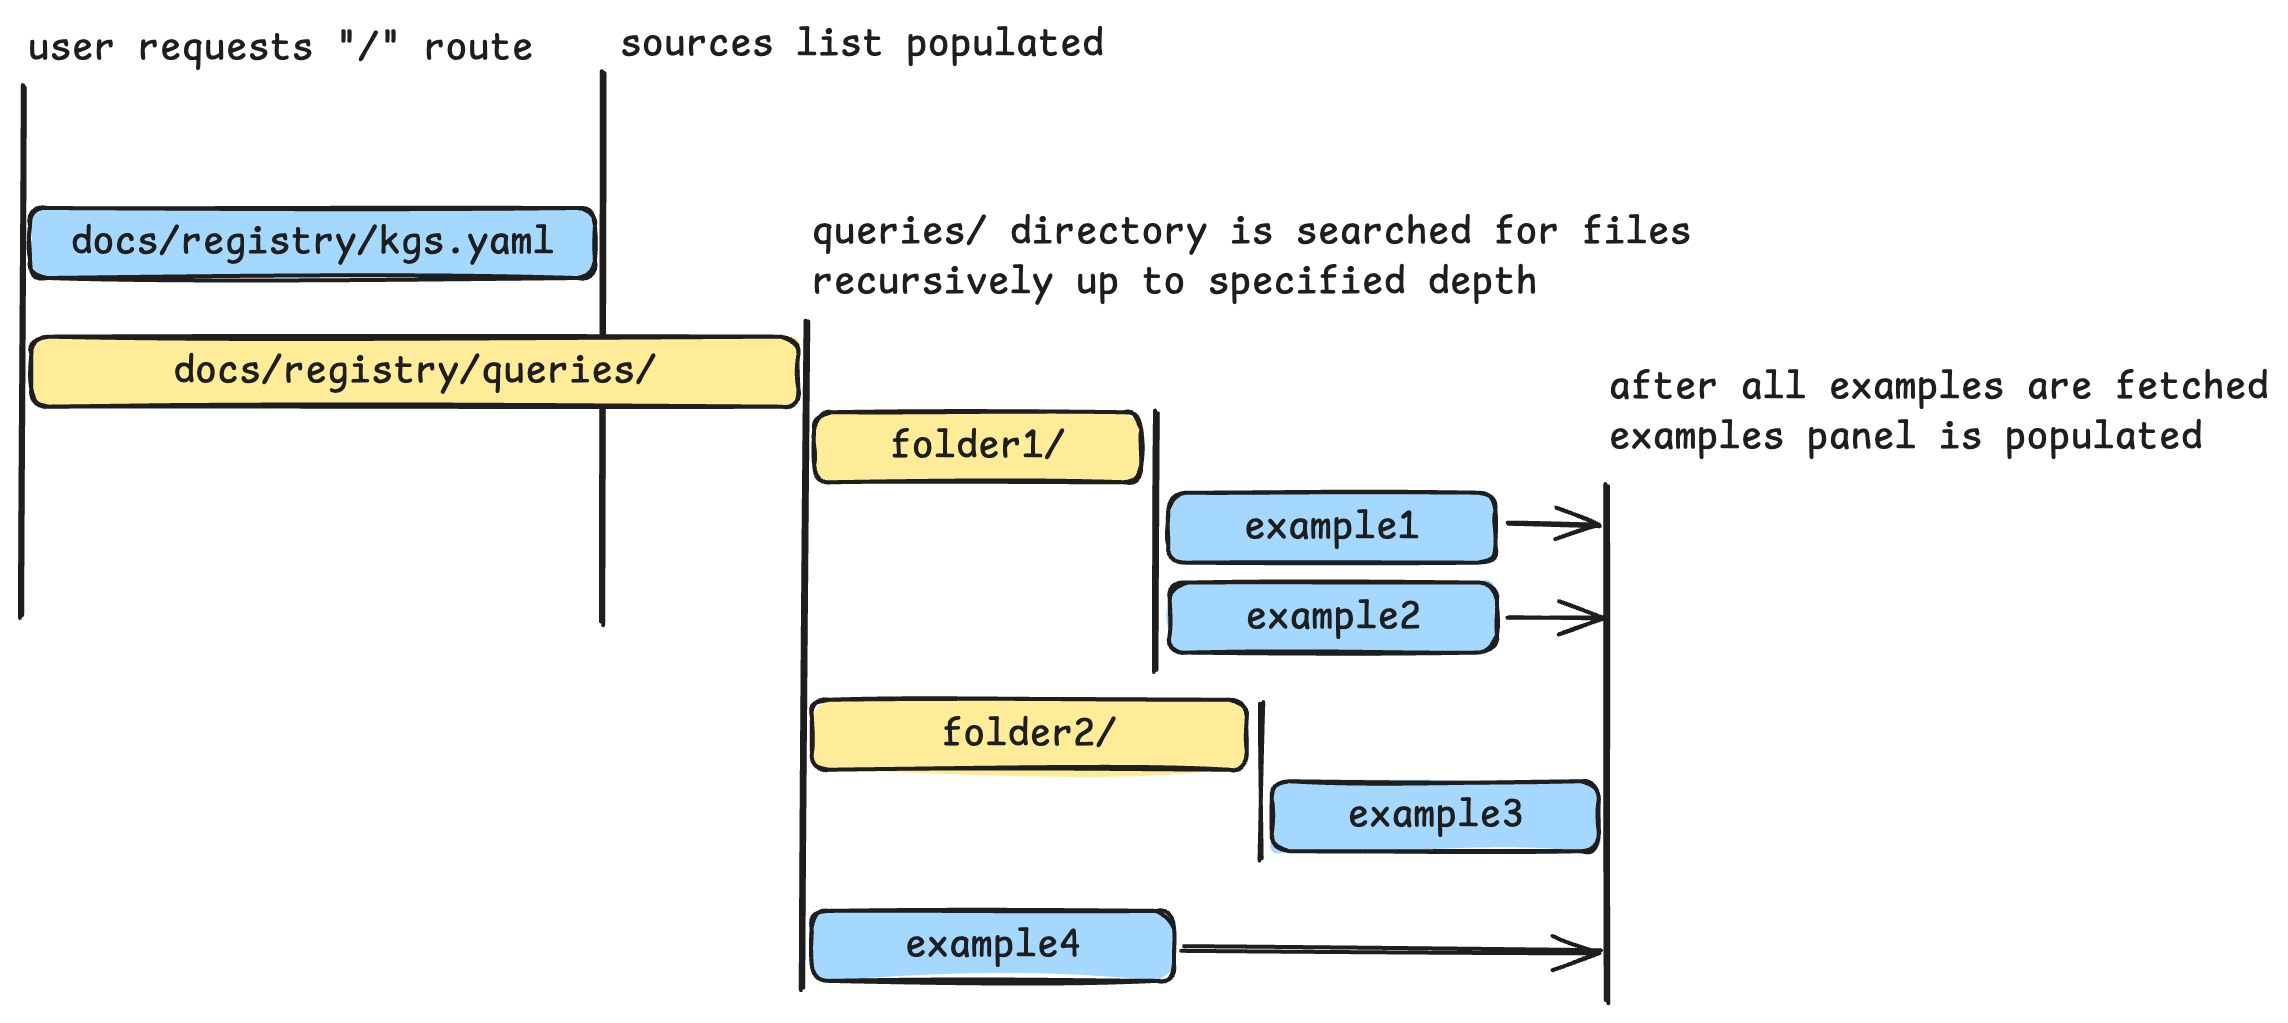 user requests "/" route
sources list populated
docs/registry/kgs.yaml
queries/ directory is searched for files
recursively up to specified depth
docs/registry/queries/
after all examples are fetched
examples panel is populated
folder1/
example1
example2
folder2/
example3
example4